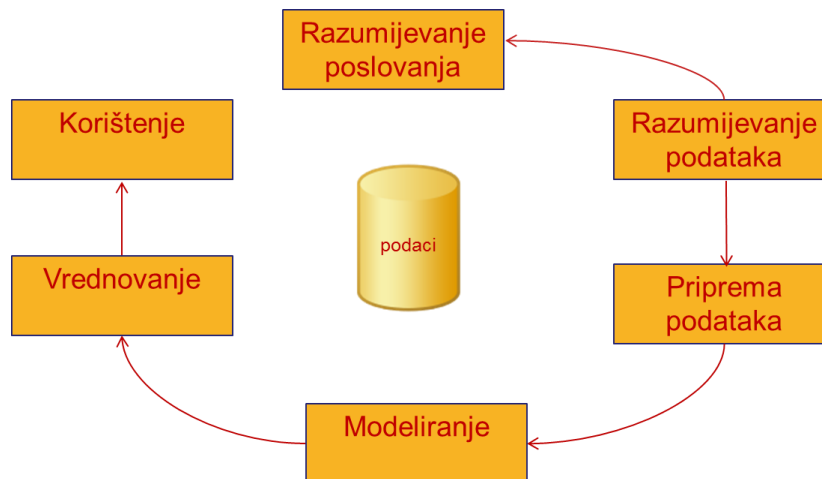 Razumijevanje
poslovanja
Razumijevanje
podataka
Priprema
podataka
Modeliranje
Vrednovanje
Korištenje
podaci